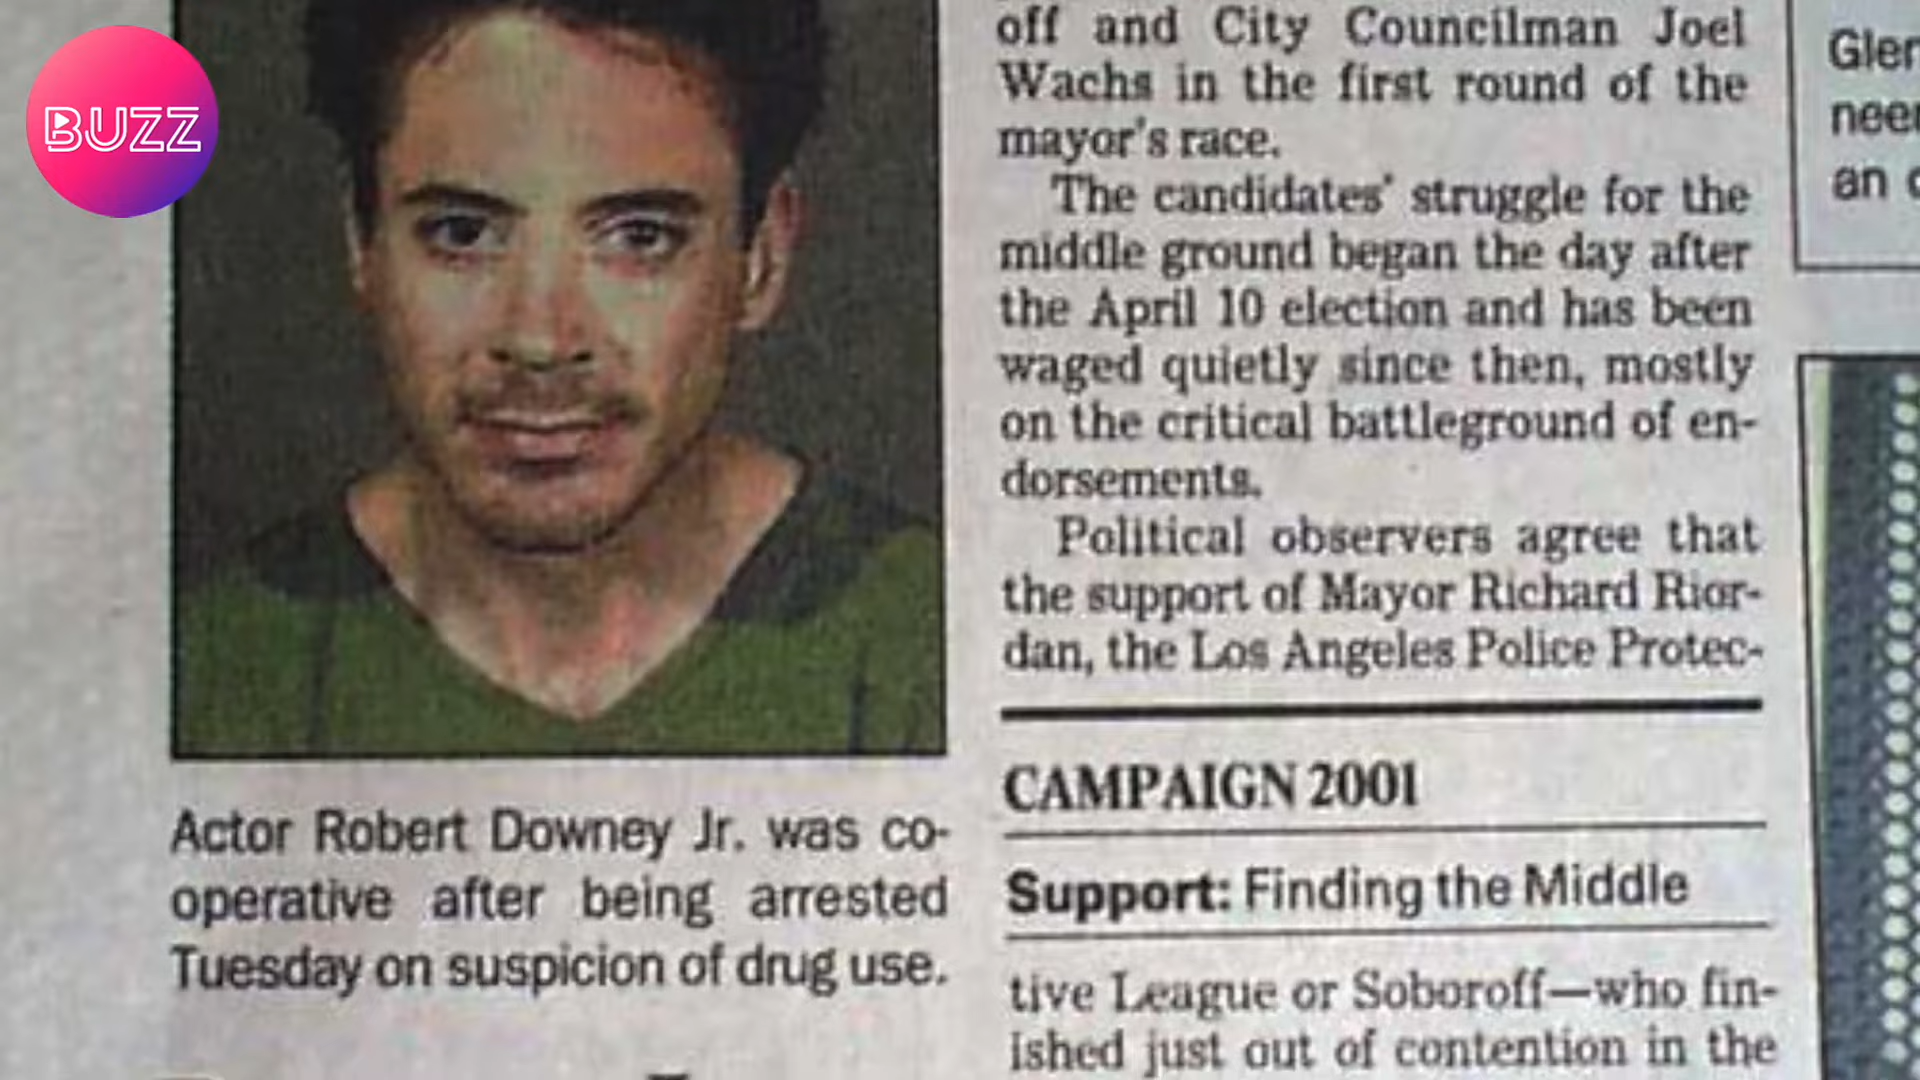 BUZZ
Actor Robert Downey Jr. was co-
operative after being arrested
Tuesday on suspicion of drug use.
off and City Councilman Joel
Wachs in the first round of the
mayor's race.
The candidates' struggle for the
middle ground began the day after
the April 10 election and has been
waged quietly since then, mostly
on the critical battleground of en-
dorsements.
Political observers agree that
the support of Mayor Richard Rior-
dan, the Los Angeles Police Protec-
CAMPAIGN 2001
Support: Finding the Middle
tive League or Soboroff—who fin-
ished just out of contention in the
Gler
neer
an